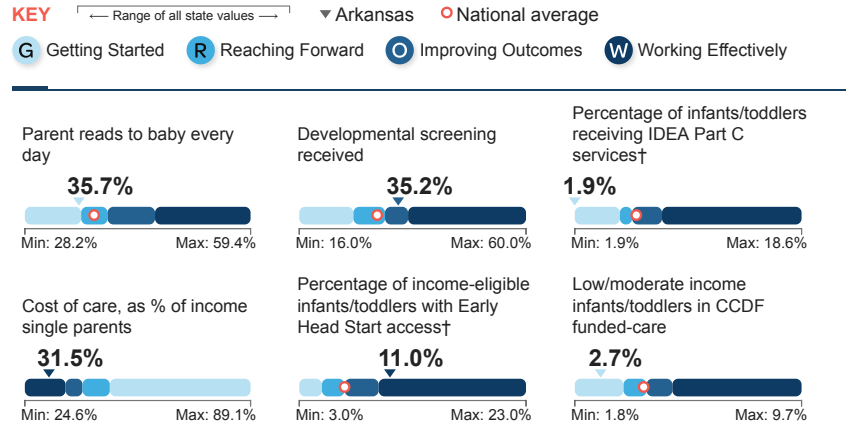 KEY
Range of all state values
Arkansas
National average
G Getting Started
R Reaching Forward
O Improving Outcomes
W Working Effectively
Parent reads to baby every
day
35.7%
Min: 28.2%
Max: 59.4%
Developmental screening
received
35.2%
Min: 16.0%
Max: 60.0%
Percentage of infants/toddlers
receiving IDEA Part C
services†
1.9%
Min: 1.9%
Max: 18.6%
Cost of care, as % of income
single parents
31.5%
Min: 24.6%
Max: 89.1%
Percentage of income-eligible
infants/toddlers with Early
Head Start access†
11.0%
Min: 3.0%
Max: 23.0%
Low/moderate income
infants/toddlers in CCDF
funded-care
2.7%
Min: 1.8%
Max: 9.7%